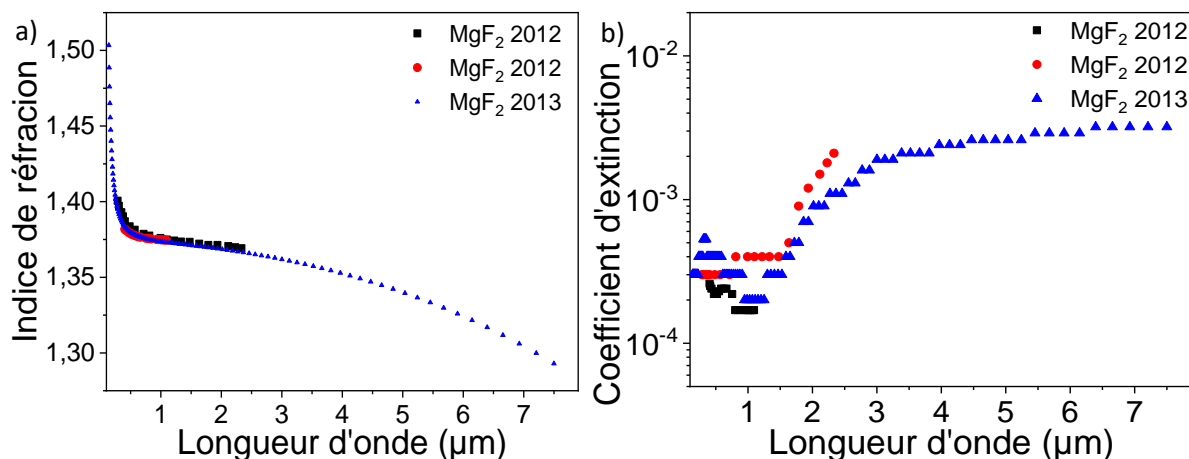 a)
MgF₂ 2012
MgF₂ 2012
MgF₂ 2013
1,50
1,45
1,40
1,35
1,30
Indice de réfracion
1 2 3 4 5 6 7
Longueur d'onde (µm)
b)
MgF₂ 2012
MgF₂ 2012
MgF₂ 2013
10⁻²
10⁻³
10⁻⁴
Coefficient d'extinction
1 2 3 4 5 6 7
Longueur d'onde (µm)